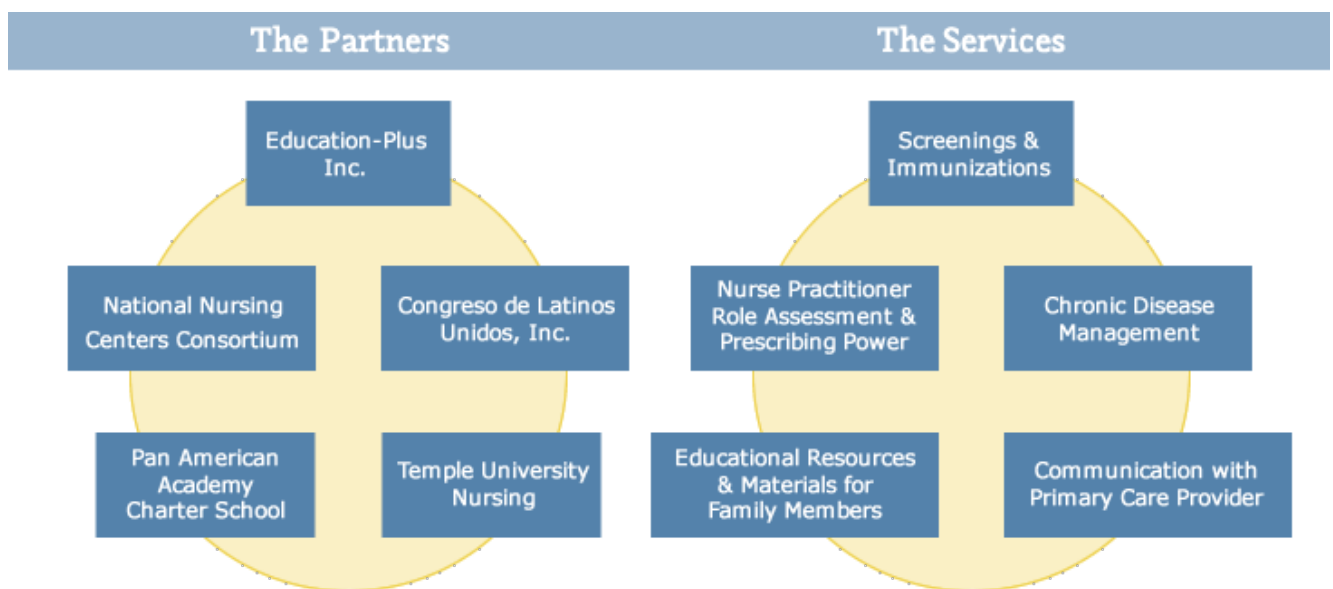 The Partners
Education-Plus
Inc.
National Nursing
Centers Consortium
Congreso de Latinos
Unidos, Inc.
Pan American
Academy
Charter School
Temple University
Nursing
The Services
Screenings &
Immunizations
Nurse Practitioner
Role Assessment &
Prescribing Power
Chronic Disease
Management
Educational Resources
& Materials for
Family Members
Communication with
Primary Care Provider